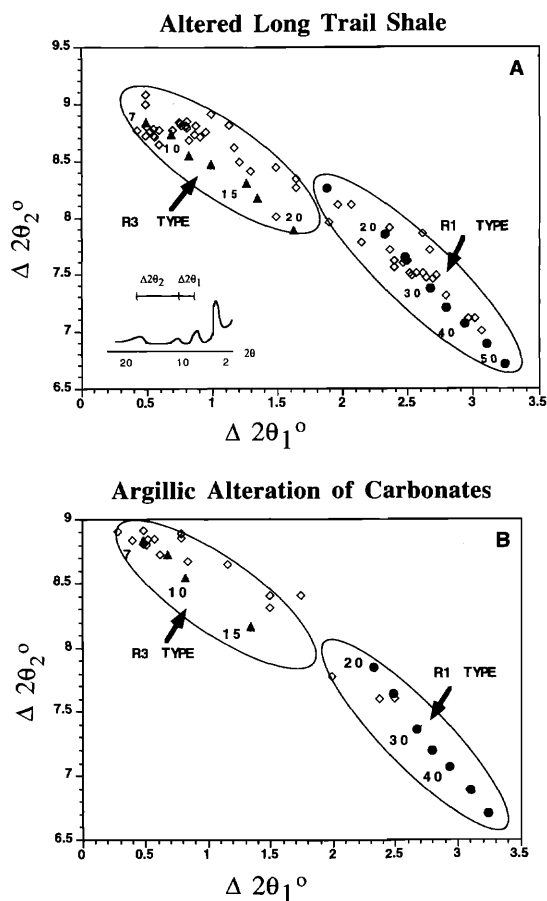 Altered Long Trail Shale
9.5
9
8.5
8
7.5
7
6.5
Δ 2θ2°
A
7
10
15
20
R3 TYPE
20
R1 TYPE
30
40
50
Δ2θ2 Δ2θ1
20 10 2 2θ
0 0.5 1 1.5 2 2.5 3 3.5
Δ 2θ1°
Argillic Alteration of Carbonates
9
8.5
8
7.5
7
6.5
Δ 2θ2°
B
7
10
15
R3 TYPE
20
R1 TYPE
30
40
0 0.5 1 1.5 2 2.5 3 3.5
Δ 2θ1°